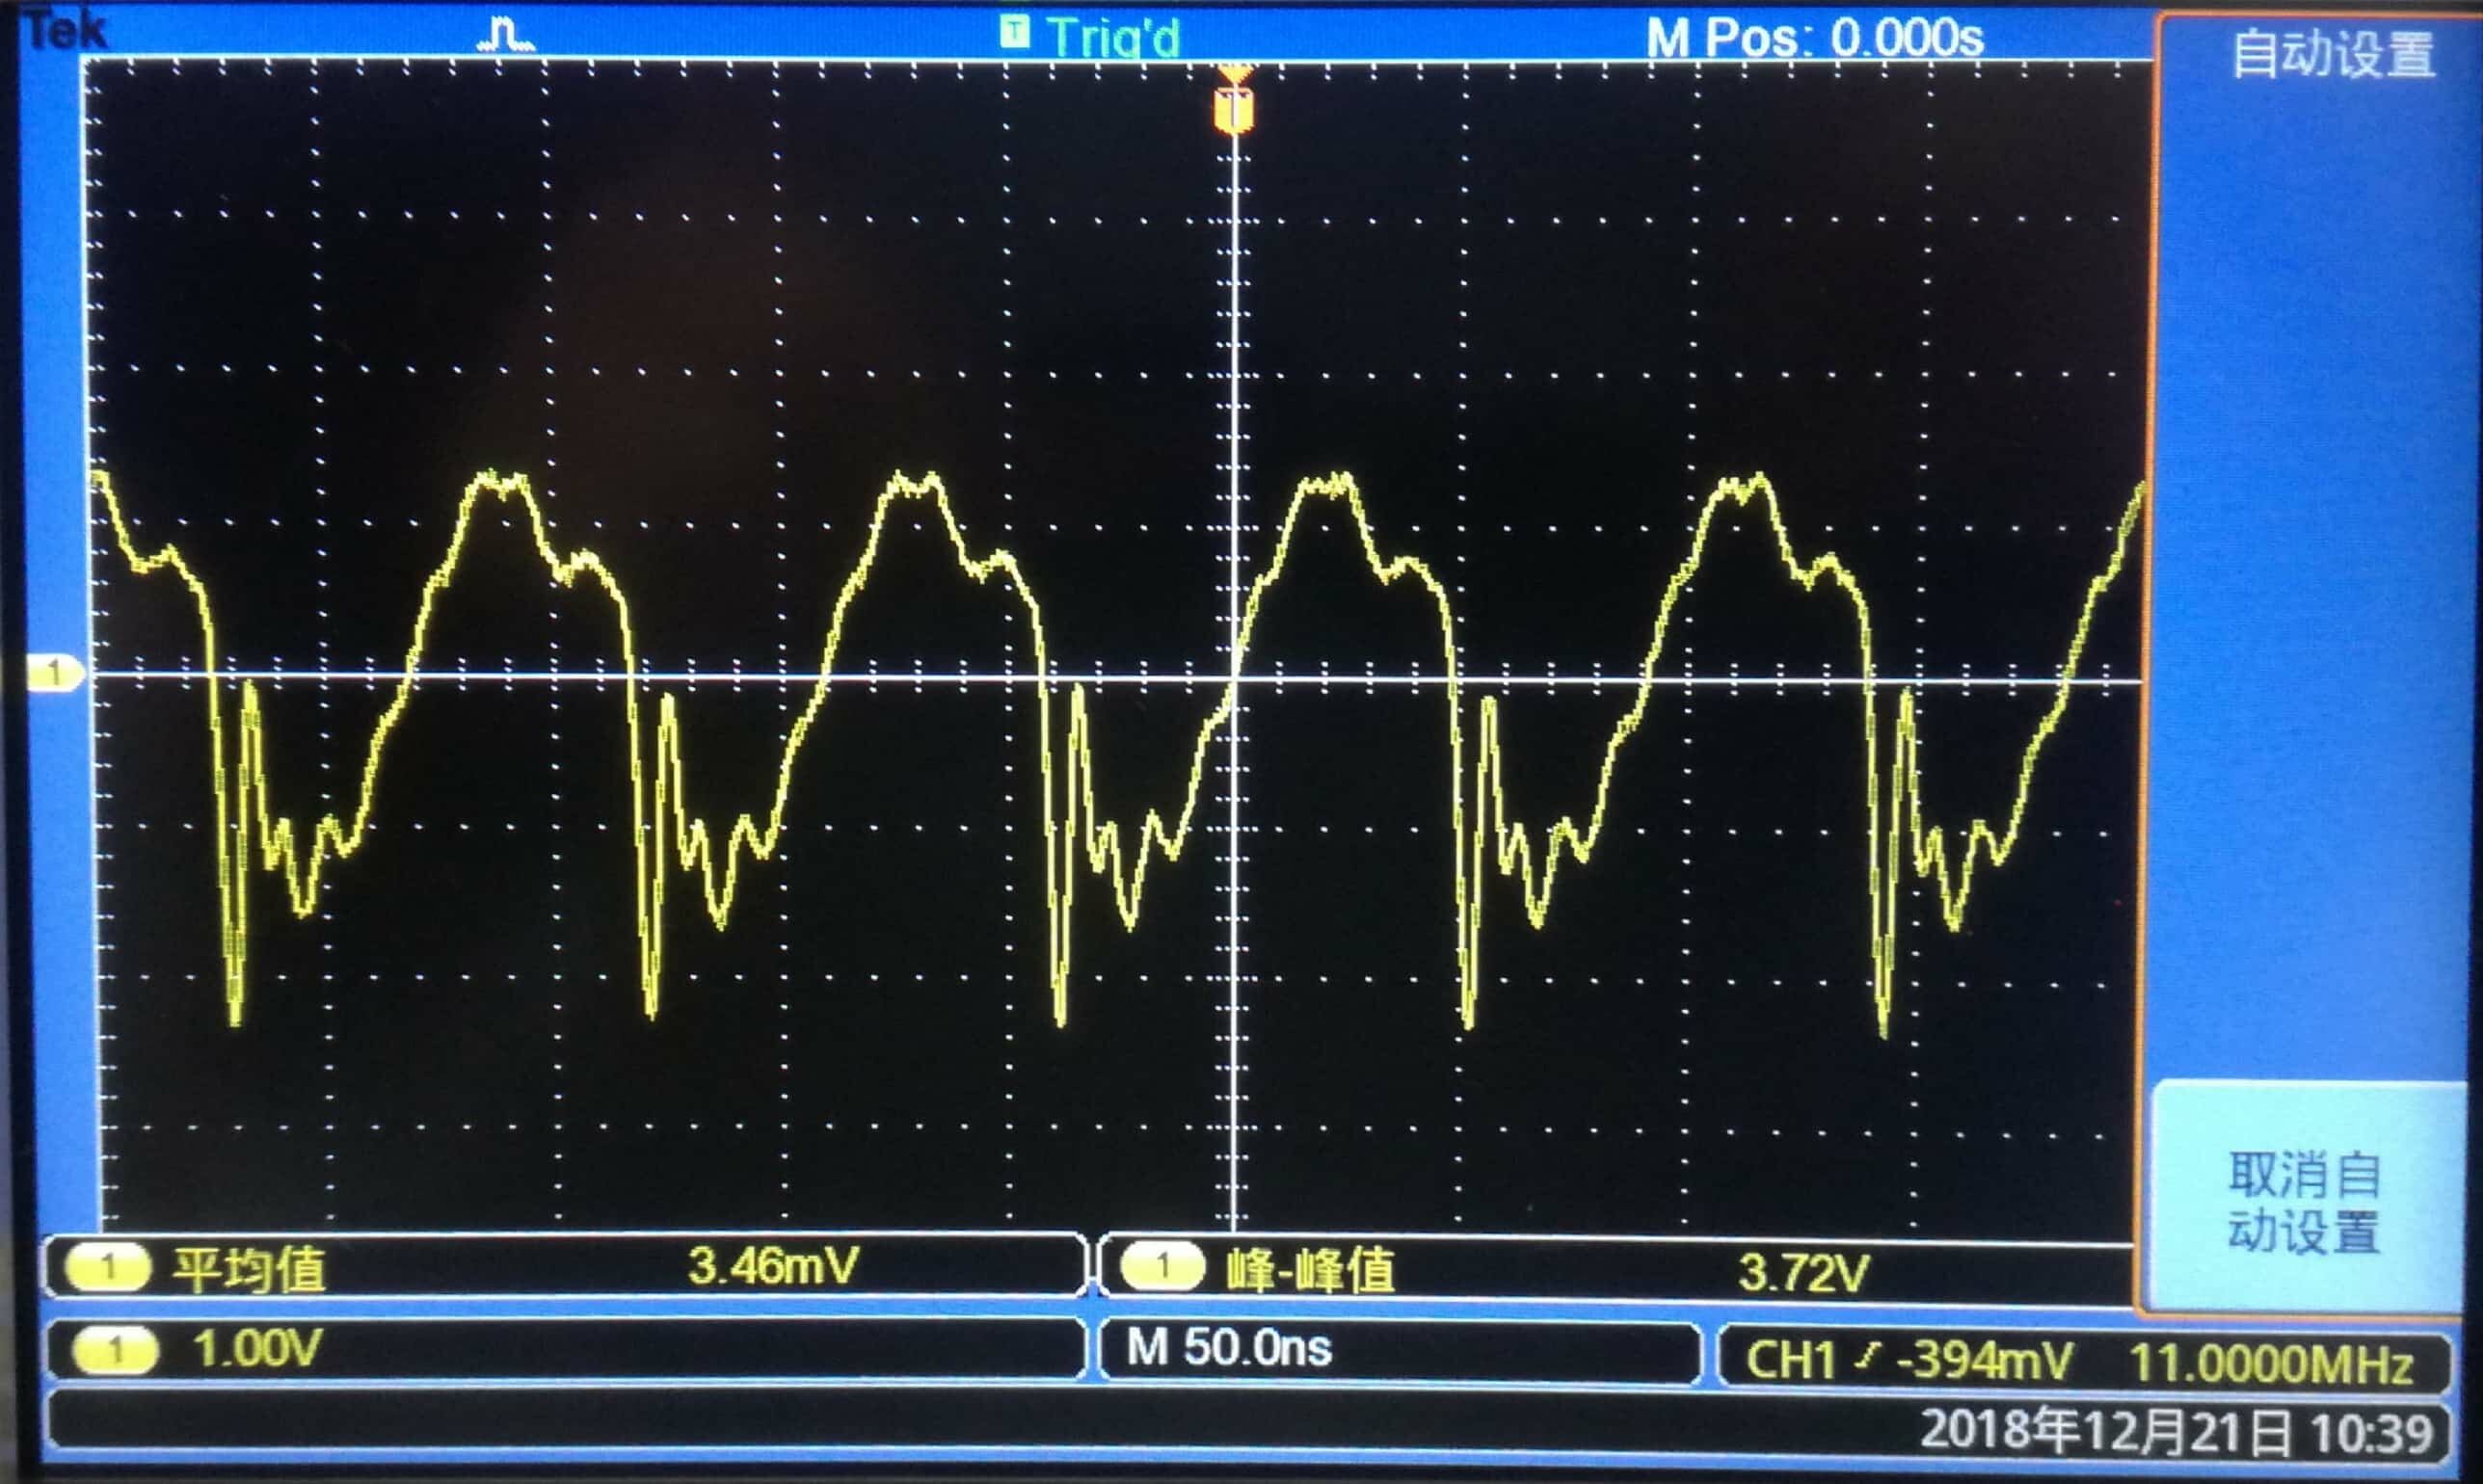 Tek Trig'd M Pos: 0.000s
自动设置
T
1
取消自
动设置
1 平均值 3.46mV 1 峰-峰值 3.72V
1 1.00V M 50.0ns CH1 -394mV 11.0000MHz
2018年12月21日 10:39